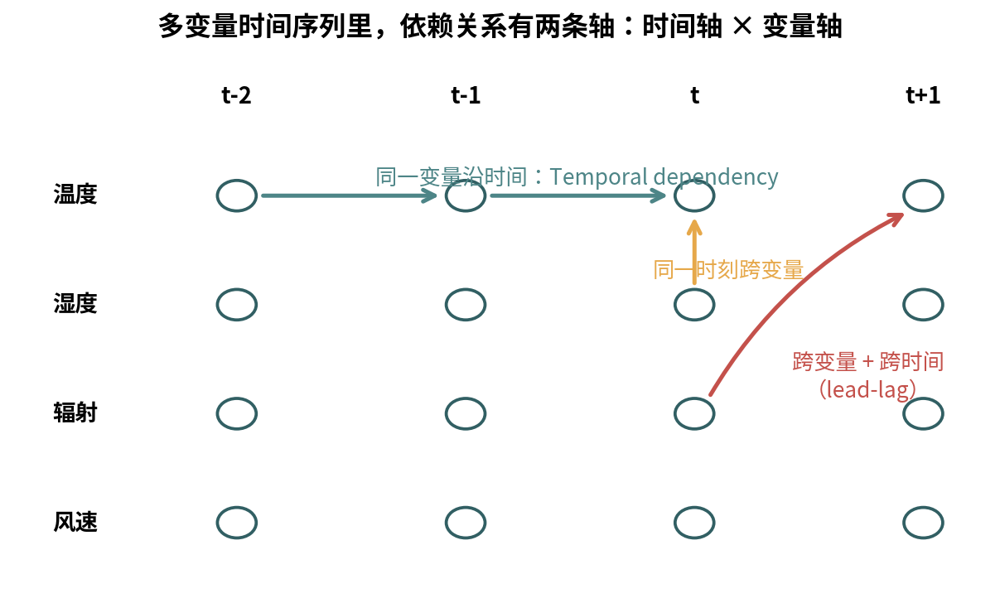 多变量时间序列里，依赖关系有两条轴：时间轴 × 变量轴
t-2 t-1 t t+1
同一变量沿时间：Temporal dependency
温度
同一时刻跨变量
湿度
跨变量 + 跨时间
（lead-lag）
辐射
风速